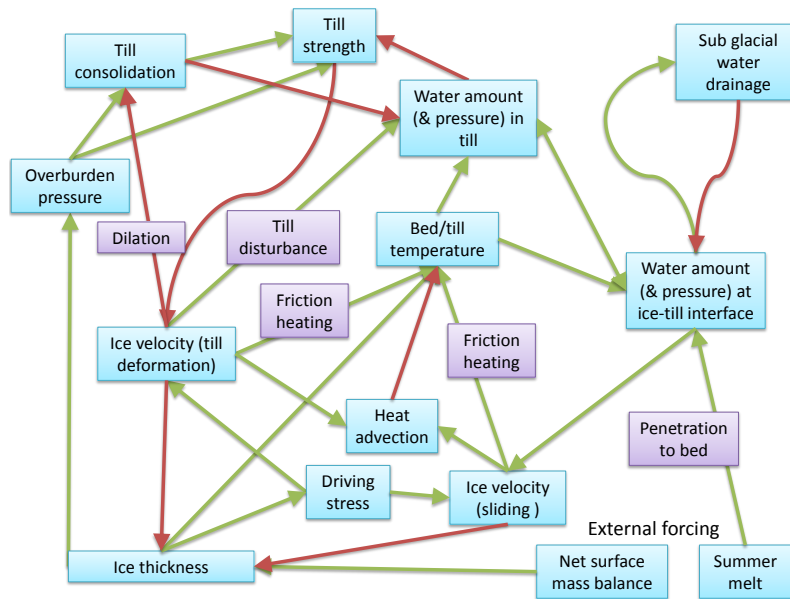 Till
strength
Till
consolidation
Sub glacial
water
drainage
Water amount
(& pressure) in
till
Overburden
pressure
Dilation
Till
disturbance
Bed/till
temperature
Water amount
(& pressure) at
ice-till interface
Friction
heating
Ice velocity (till
deformation)
Friction
heating
Heat
advection
Penetration
to bed
Driving
stress
Ice velocity
(sliding )
External forcing
Ice thickness
Net surface
mass balance
Summer
melt